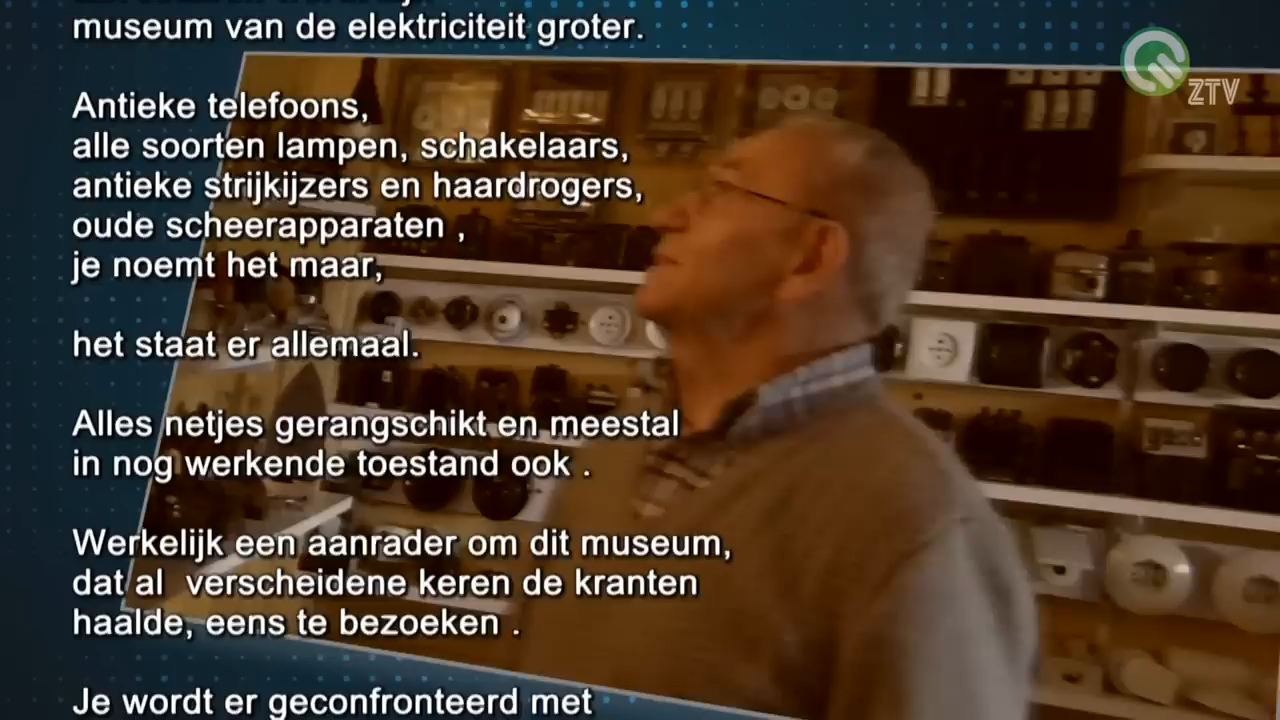 museum van de elektriciteit groter.
ZTV
Antieke telefoons,
alle soorten lampen, schakelaars,
antieke strijkijzers en haardrogers,
oude scheerapparaten ,
je noemt het maar,
het staat er allemaal.
Alles netjes gerangschikt en meestal
in nog werkende toestand ook .
Werkelijk een aanrader om dit museum,
dat al  verscheidene keren de kranten
haalde, eens te bezoeken .
Je wordt er geconfronteerd met